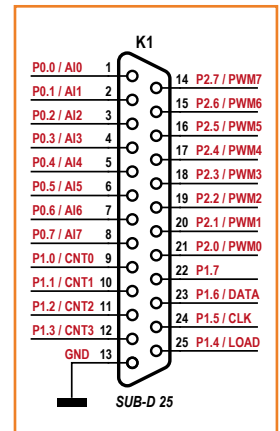 K1
P0.0 / AI0 1
P0.1 / AI1 2
P0.2 / AI2 3
P0.3 / AI3 4
P0.4 / AI4 5
P0.5 / AI5 6
P0.6 / AI6 7
P0.7 / AI7 8
P1.0 / CNT0 9
P1.1 / CNT1 10
P1.2 / CNT2 11
P1.3 / CNT3 12
GND 13
14 P2.7 / PWM7
15 P2.6 / PWM6
16 P2.5 / PWM5
17 P2.4 / PWM4
18 P2.3 / PWM3
19 P2.2 / PWM2
20 P2.1 / PWM1
21 P2.0 / PWM0
22 P1.7
23 P1.6 / DATA
24 P1.5 / CLK
25 P1.4 / LOAD
SUB-D 25